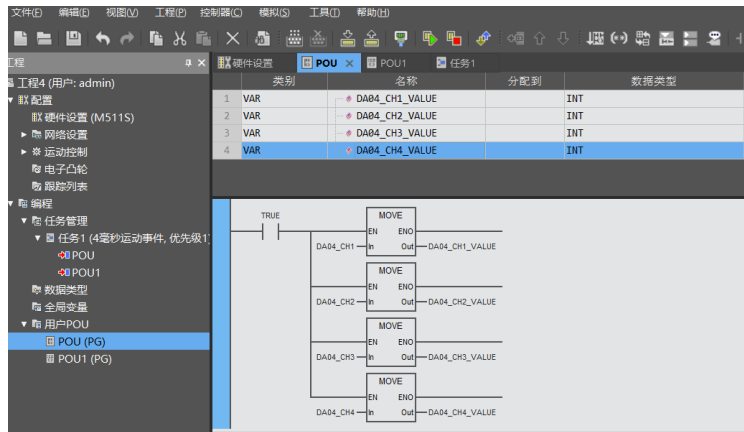 文件(F) 编辑(E) 视图(V) 工程(P) 控制器(C) 模拟(S) 工具(T) 帮助(H)
工程
硬件设置 POU × POU1 任务1
工程4 (用户: admin)
配置
硬件设置 (M511S)
网络设置
运动控制
电子凸轮
跟踪列表
编程
任务管理
任务1 (4毫秒运动事件, 优先级1
POU
POU1
数据类型
全局变量
用户POU
POU (PG)
POU1 (PG)
类别 名称 分配到 数据类型
1 VAR DA04_CH1_VALUE INT
2 VAR DA04_CH2_VALUE INT
3 VAR DA04_CH3_VALUE INT
4 VAR DA04_CH4_VALUE INT
TRUE MOVE
EN ENO
DA04_CH1 In Out DA04_CH1_VALUE
MOVE
EN ENO
DA04_CH2 In Out DA04_CH2_VALUE
MOVE
EN ENO
DA04_CH3 In Out DA04_CH3_VALUE
MOVE
EN ENO
DA04_CH4 In Out DA04_CH4_VALUE